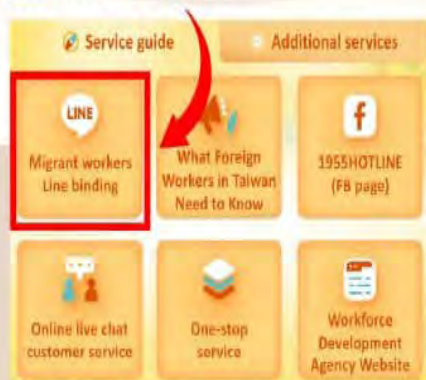 Service guide
Additional services
LINE
Migrant workers
Line binding
What Foreign
Workers in Taiwan
Need to Know
f
1955HOTLINE
(FB page)
Online live chat
customer service
One-stop
service
Workforce
Development
Agency Website